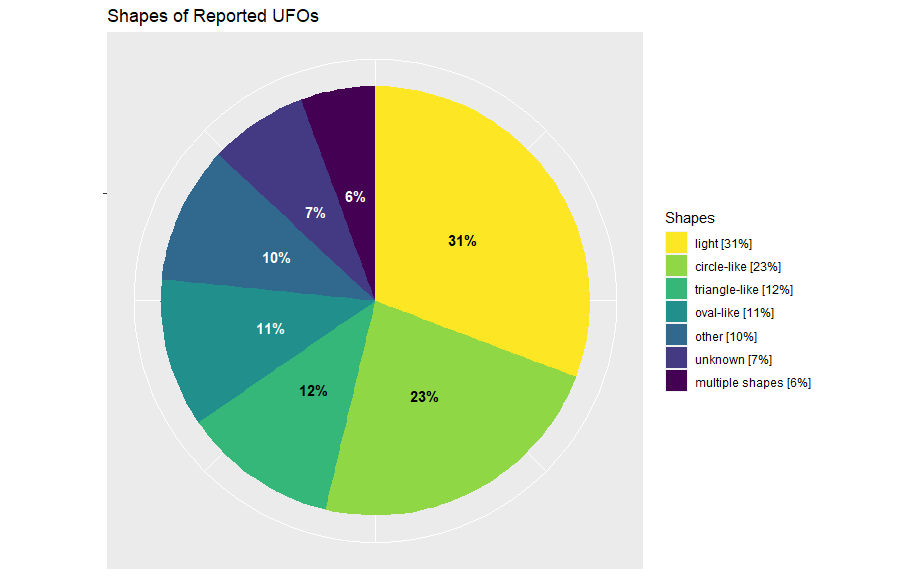 Shapes of Reported UFOs
6%
7%
31%
10%
11%
12%
23%
Shapes
light [31%]
circle-like [23%]
triangle-like [12%]
oval-like [11%]
other [10%]
unknown [7%]
multiple shapes [6%]